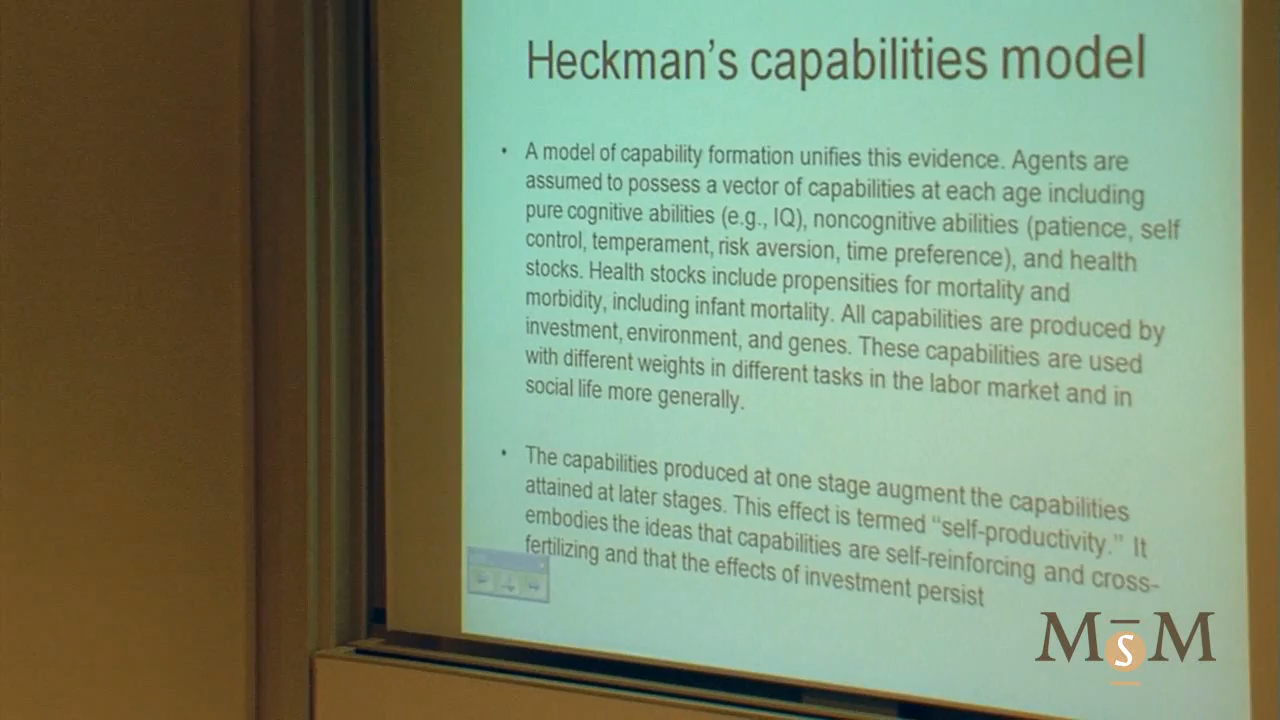 Heckman's capabilities model
• A model of capability formation unifies this evidence. Agents are
assumed to possess a vector of capabilities at each age including
pure cognitive abilities (e.g., IQ), noncognitive abilities (patience, self
control, temperament, risk aversion, time preference), and health
stocks. Health stocks include propensities for mortality and
morbidity, including infant mortality. All capabilities are produced by
investment, environment, and genes. These capabilities are used
with different weights in different tasks in the labor market and in
social life more generally.
• The capabilities produced at one stage augment the capabilities
attained at later stages. This effect is termed “self-productivity.” It
embodies the ideas that capabilities are self-reinforcing and cross-
fertilizing and that the effects of investment persist
MSM